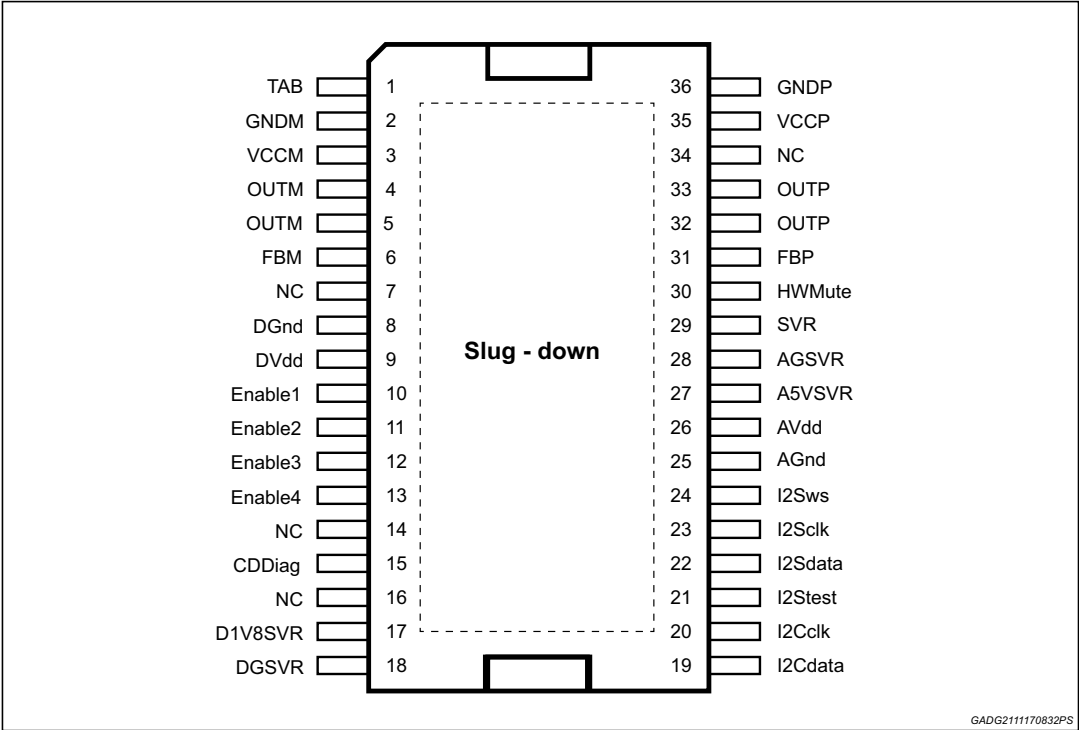 TAB 1 36 GNDP
GNDM 2 35 VCCP
VCCM 3 34 NC
OUTM 4 33 OUTP
OUTM 5 32 OUTP
FBM 6 31 FBP
NC 7 30 HWMute
DGnd 8 29 SVR
Slug - down
DVdd 9 28 AGSVR
Enable1 10 27 A5VSVR
Enable2 11 26 AVdd
Enable3 12 25 AGnd
Enable4 13 24 I2Sws
NC 14 23 I2Sclk
CDDiag 15 22 I2Sdata
NC 16 21 I2Stest
D1V8SVR 17 20 I2Cclk
DGSVR 18 19 I2Cdata
GADG2111170832PS